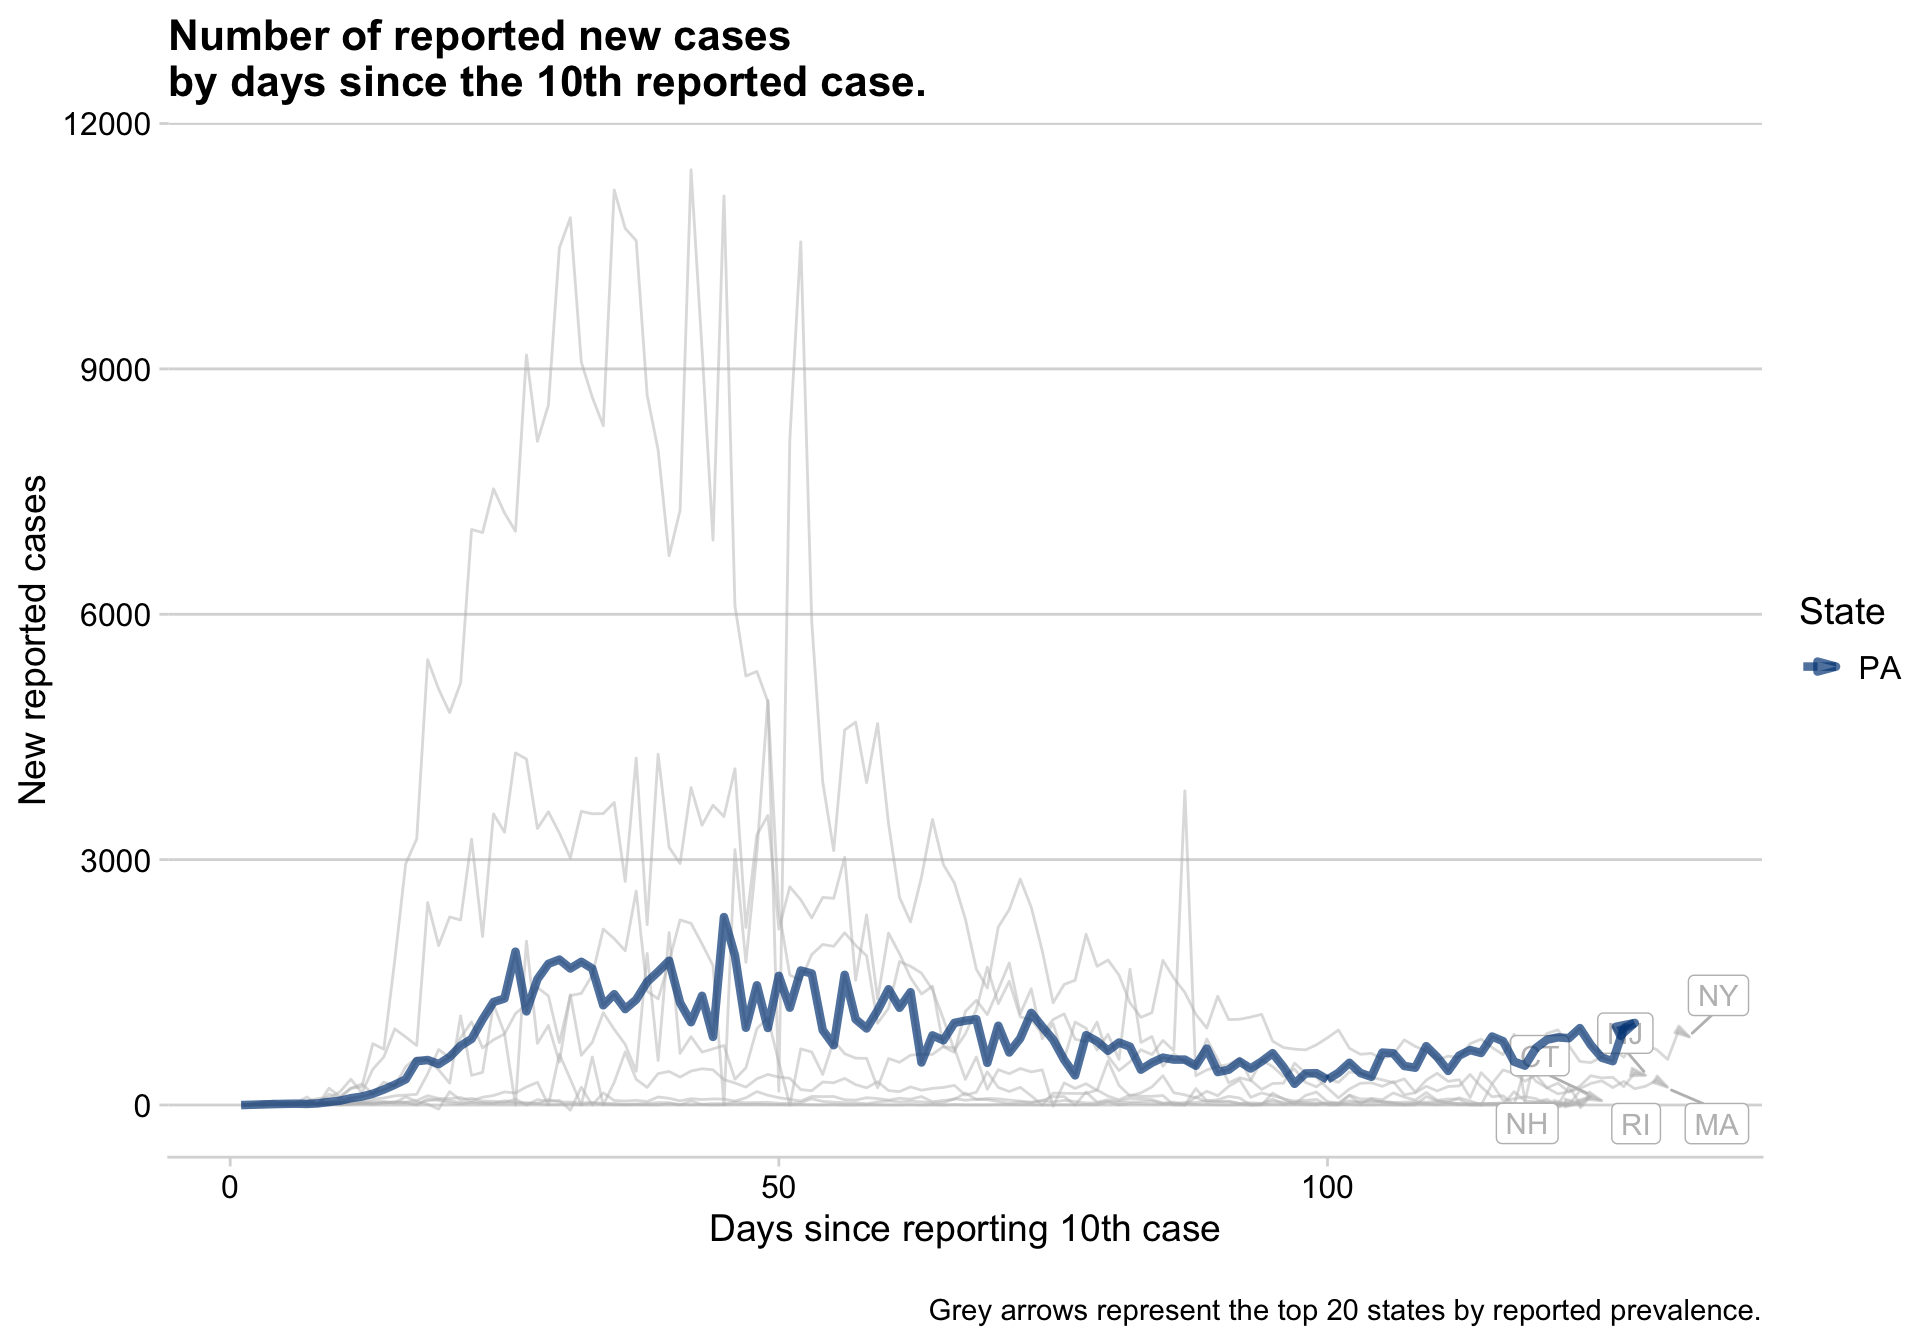 Number of reported new cases
by days since the 10th reported case.
12000
9000
6000
3000
0
New reported cases
NY
NJ
CT
NH
RI
MA
0
50
100
Days since reporting 10th case
State
PA
Grey arrows represent the top 20 states by reported prevalence.